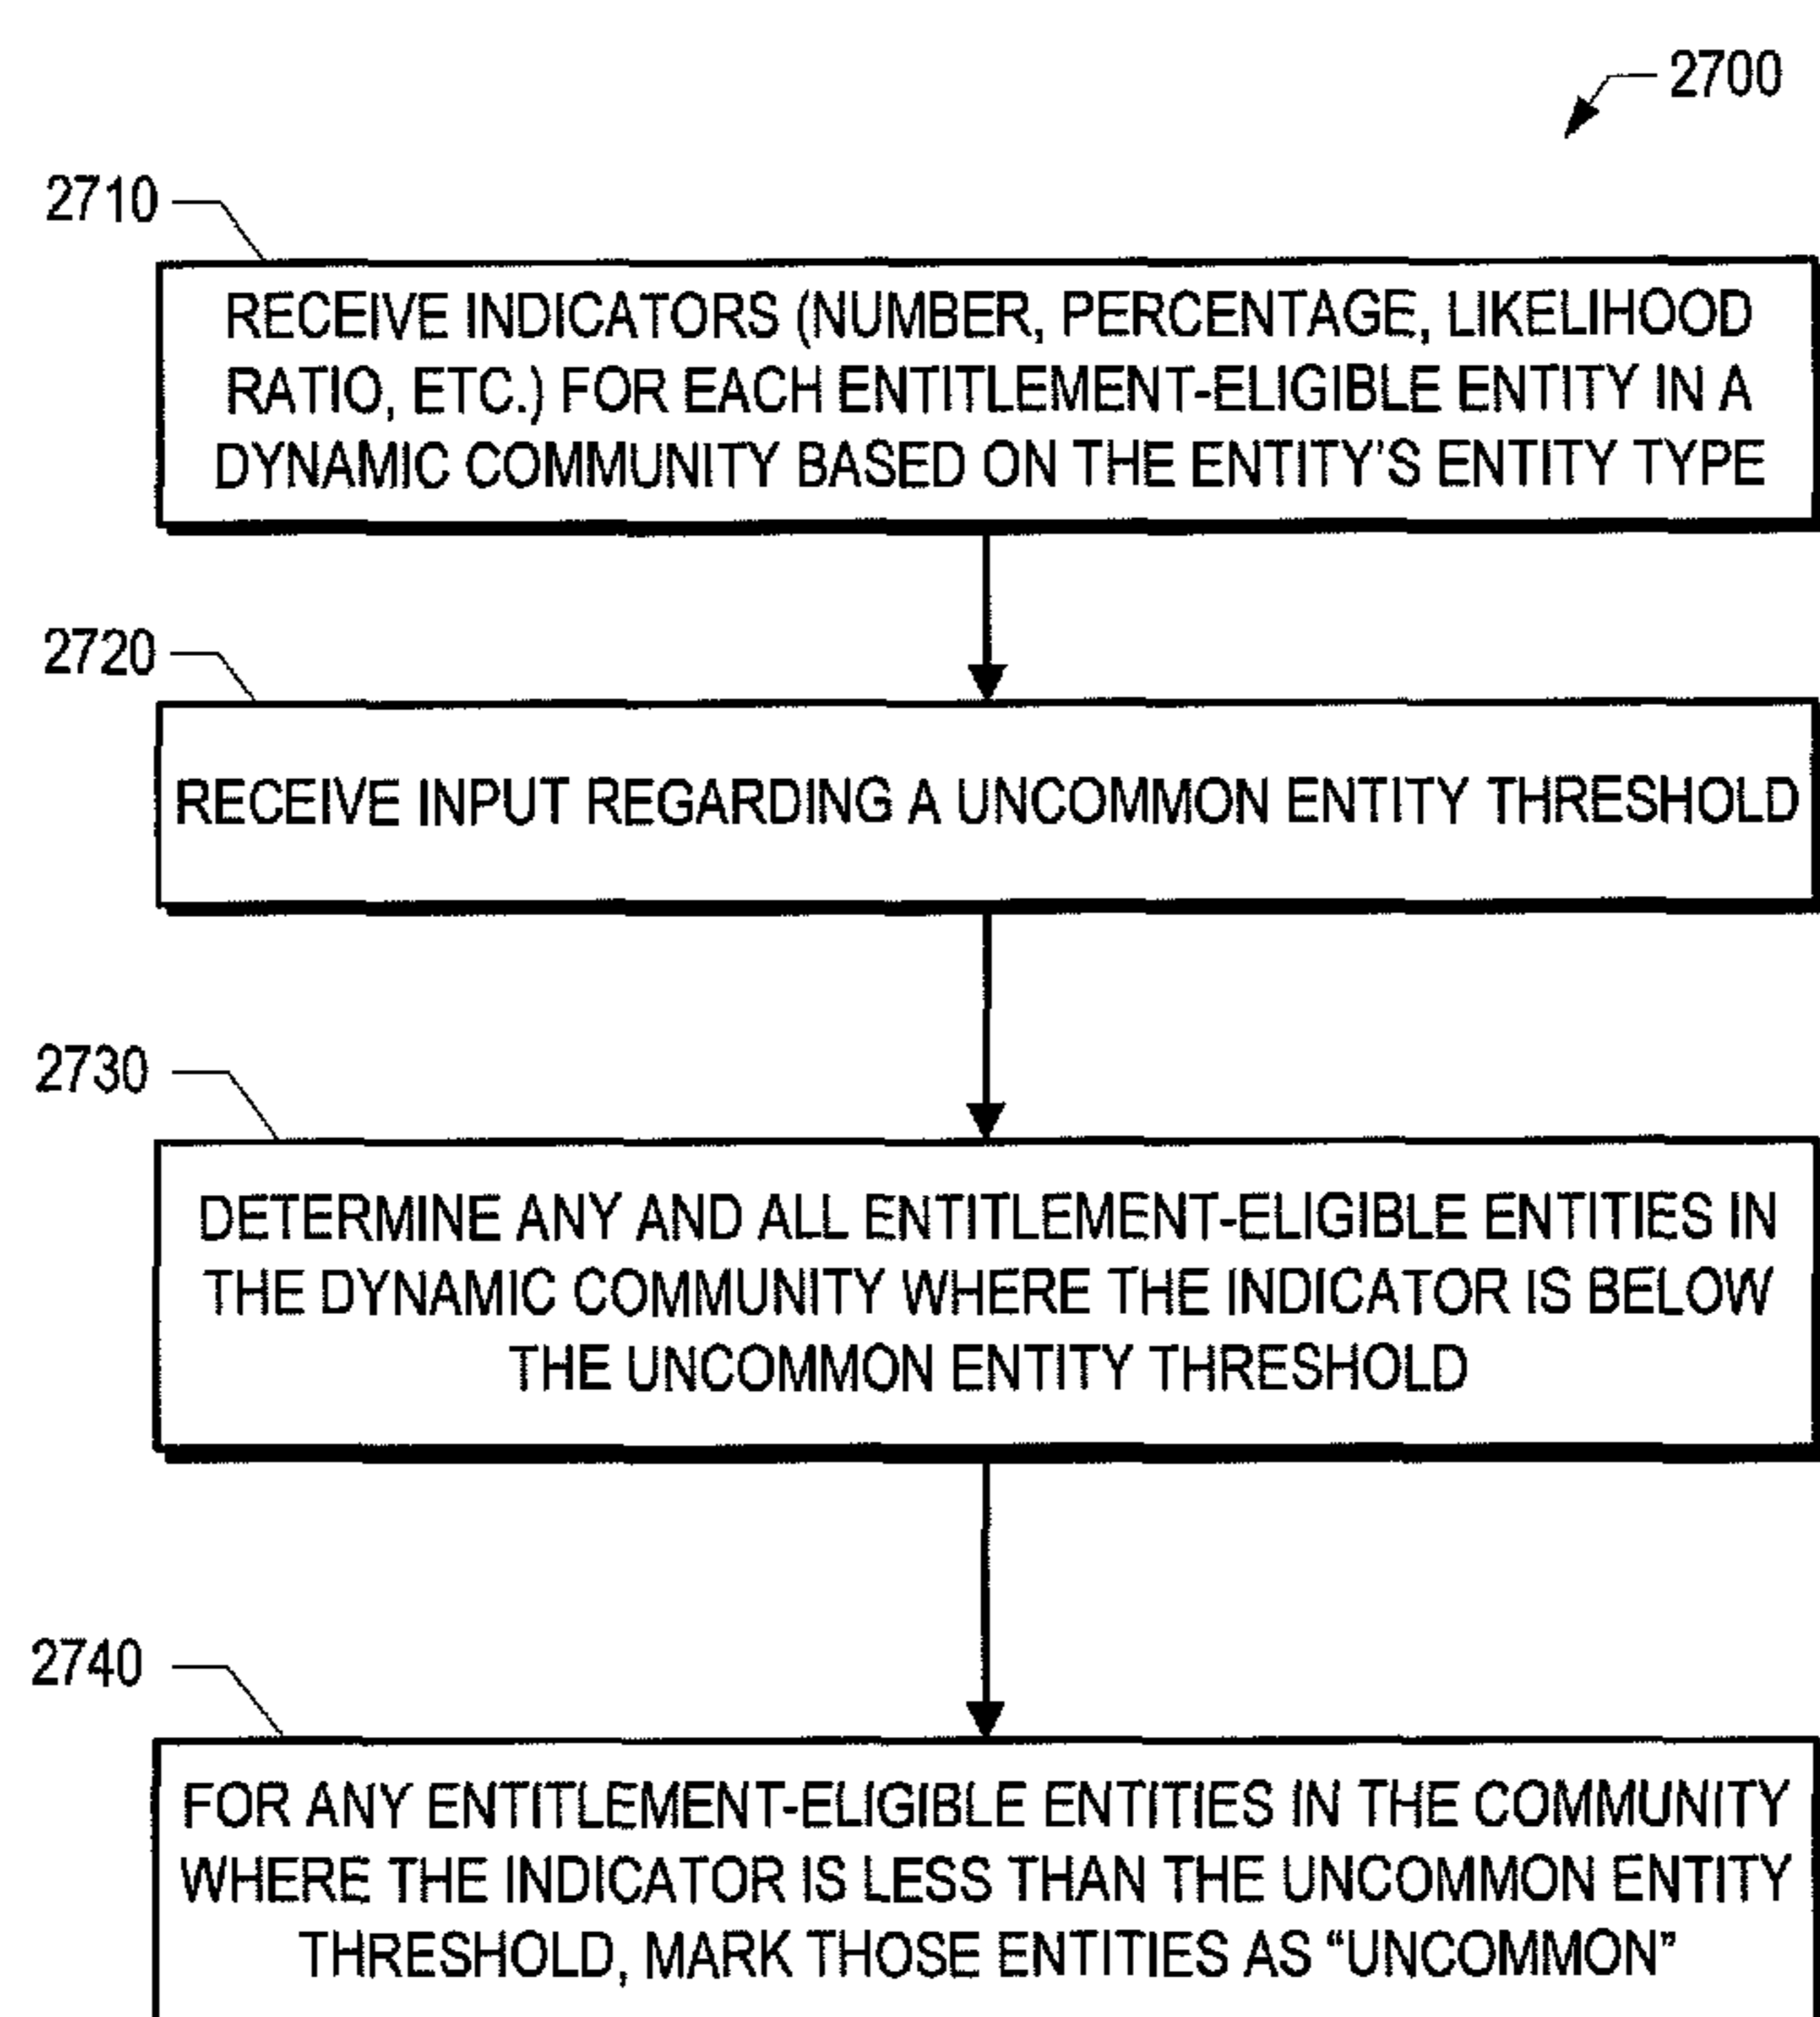 2700
2710
RECEIVE INDICATORS (NUMBER, PERCENTAGE, LIKELIHOOD
RATIO, ETC.) FOR EACH ENTITLEMENT-ELIGIBLE ENTITY IN A
DYNAMIC COMMUNITY BASED ON THE ENTITY'S ENTITY TYPE
2720
RECEIVE INPUT REGARDING A UNCOMMON ENTITY THRESHOLD
2730
DETERMINE ANY AND ALL ENTITLEMENT-ELIGIBLE ENTITIES IN
THE DYNAMIC COMMUNITY WHERE THE INDICATOR IS BELOW
THE UNCOMMON ENTITY THRESHOLD
2740
FOR ANY ENTITLEMENT-ELIGIBLE ENTITIES IN THE COMMUNITY
WHERE THE INDICATOR IS LESS THAN THE UNCOMMON ENTITY
THRESHOLD, MARK THOSE ENTITIES AS “UNCOMMON”